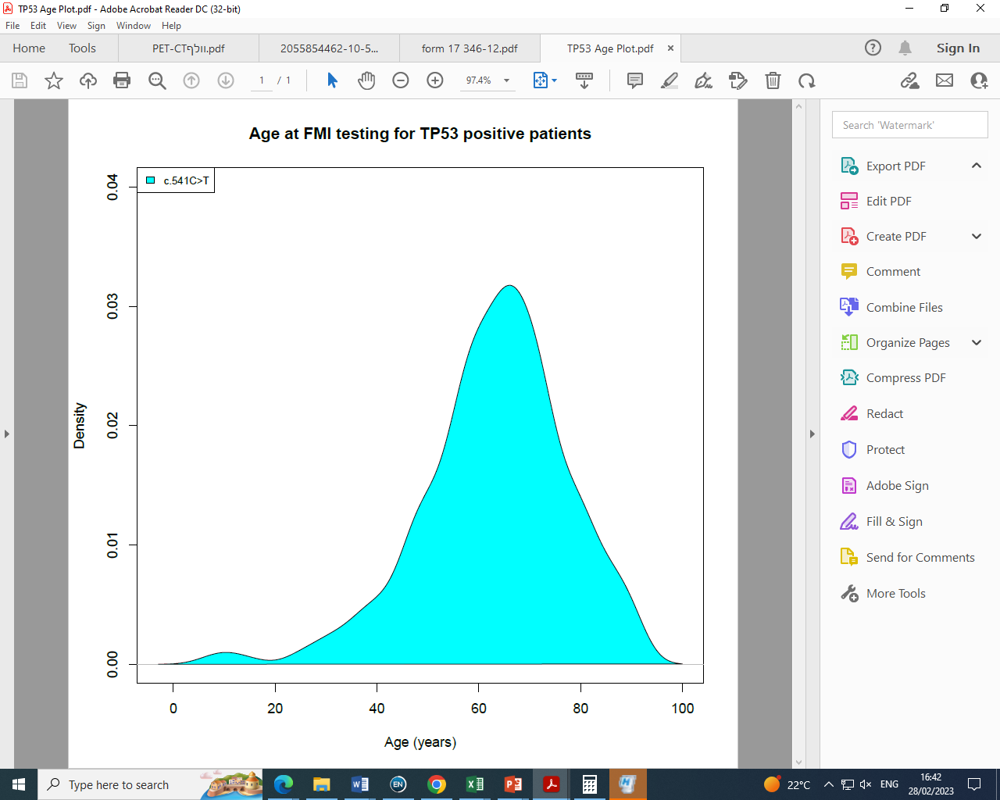 TP53 Age Plot.pdf - Adobe Acrobat Reader DC (32-bit)
File Edit View Sign Window Help
Home Tools PET-CTוולף.pdf 2055854462-10-5... form 17 346-12.pdf TP53 Age Plot.pdf × Sign In
1 / 1 97.4%
Search 'Watermark'
Export PDF
Edit PDF
Create PDF
Comment
Combine Files
Organize Pages
Compress PDF
Redact
Protect
Adobe Sign
Fill & Sign
Send for Comments
More Tools
Age at FMI testing for TP53 positive patients
c.541C>T
0.04
0.03
0.02
0.01
0.00
Density
0 20 40 60 80 100
Age (years)
Type here to search EN 22°C ENG 16:42
28/02/2023